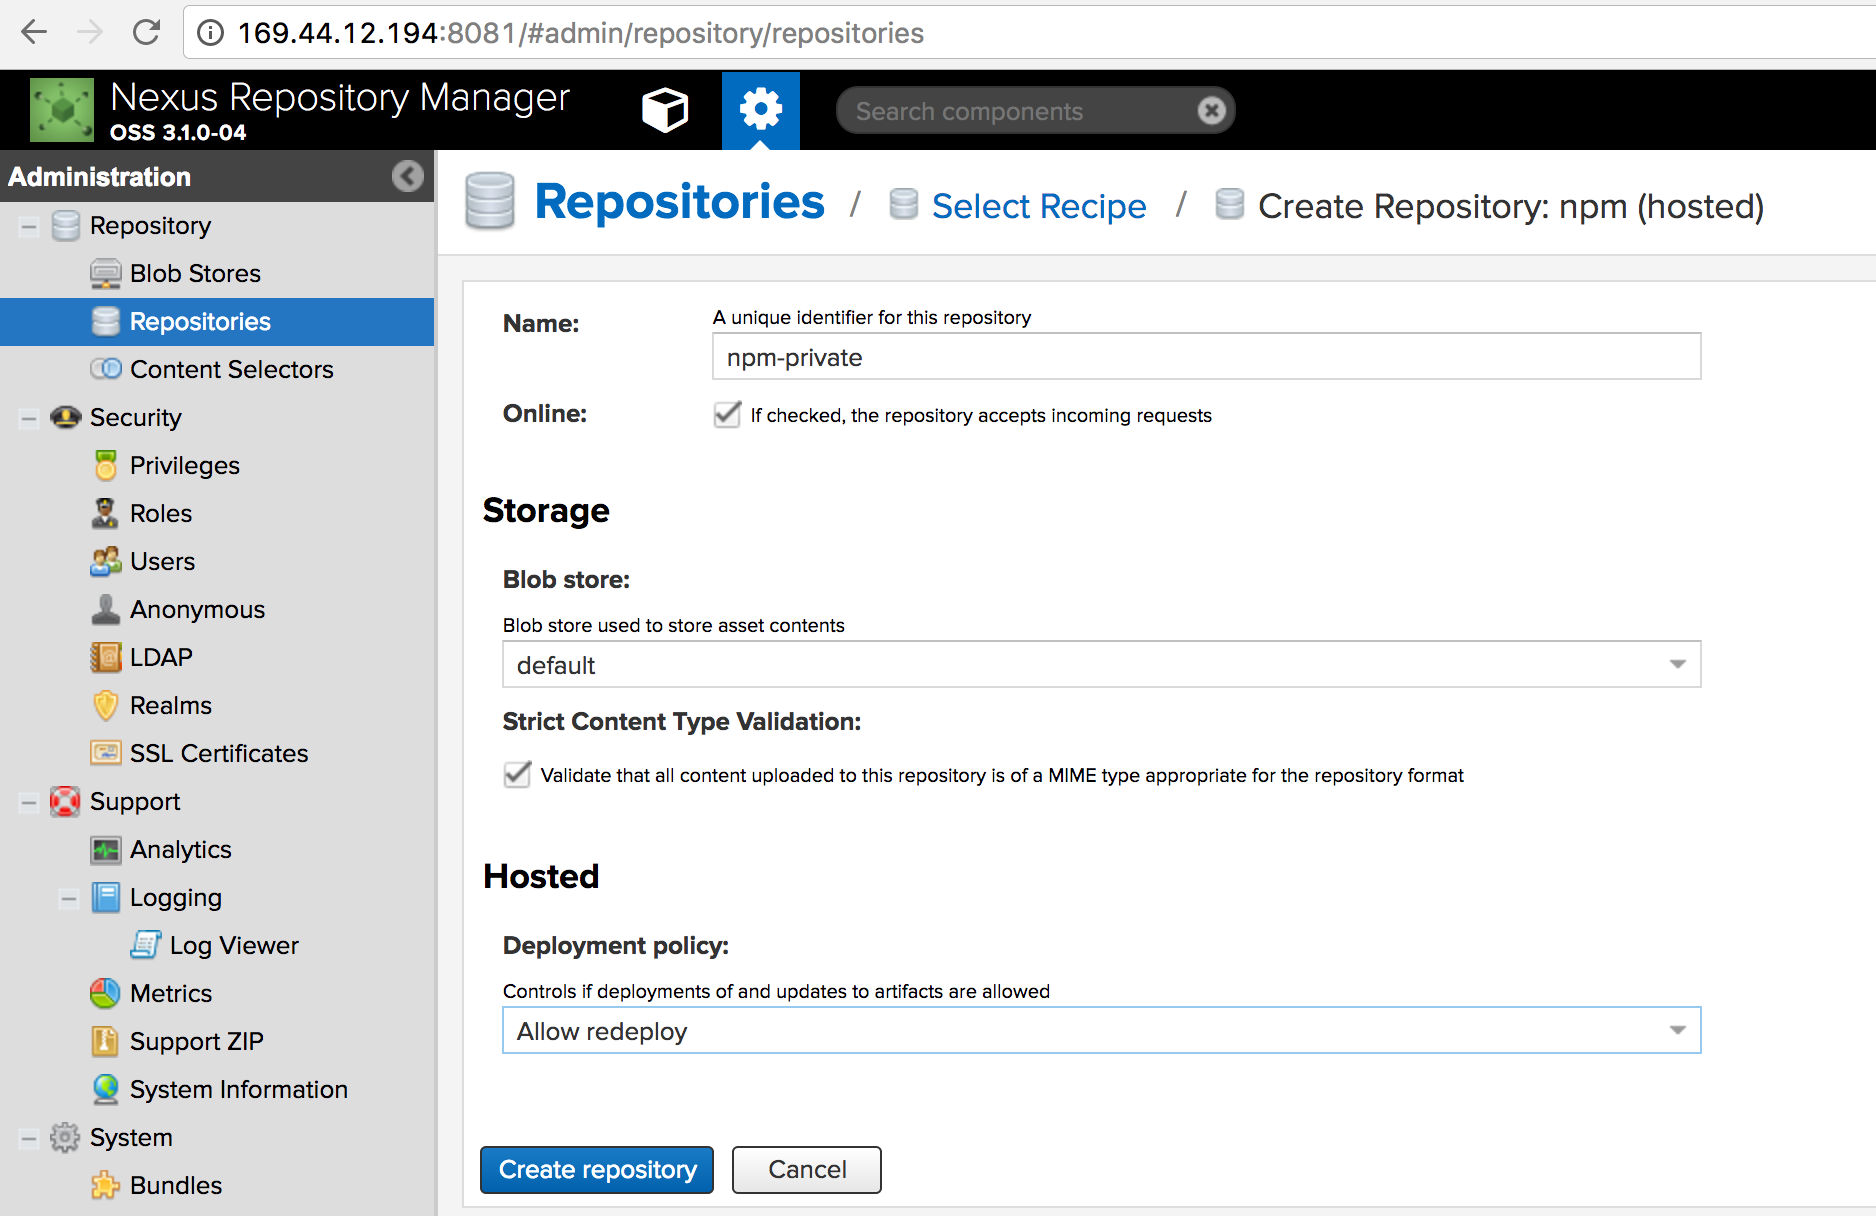 169.44.12.194:8081/#admin/repository/repositories
Nexus Repository Manager
OSS 3.1.0-04
Search components
Administration
Repository
Blob Stores
Repositories
Content Selectors
Security
Privileges
Roles
Users
Anonymous
LDAP
Realms
SSL Certificates
Support
Analytics
Logging
Log Viewer
Metrics
Support ZIP
System Information
System
Bundles
Repositories / Select Recipe / Create Repository: npm (hosted)
Name:
A unique identifier for this repository
npm-private
Online:
If checked, the repository accepts incoming requests
Storage
Blob store:
Blob store used to store asset contents
default
Strict Content Type Validation:
Validate that all content uploaded to this repository is of a MIME type appropriate for the repository format
Hosted
Deployment policy:
Controls if deployments of and updates to artifacts are allowed
Allow redeploy
Create repository
Cancel